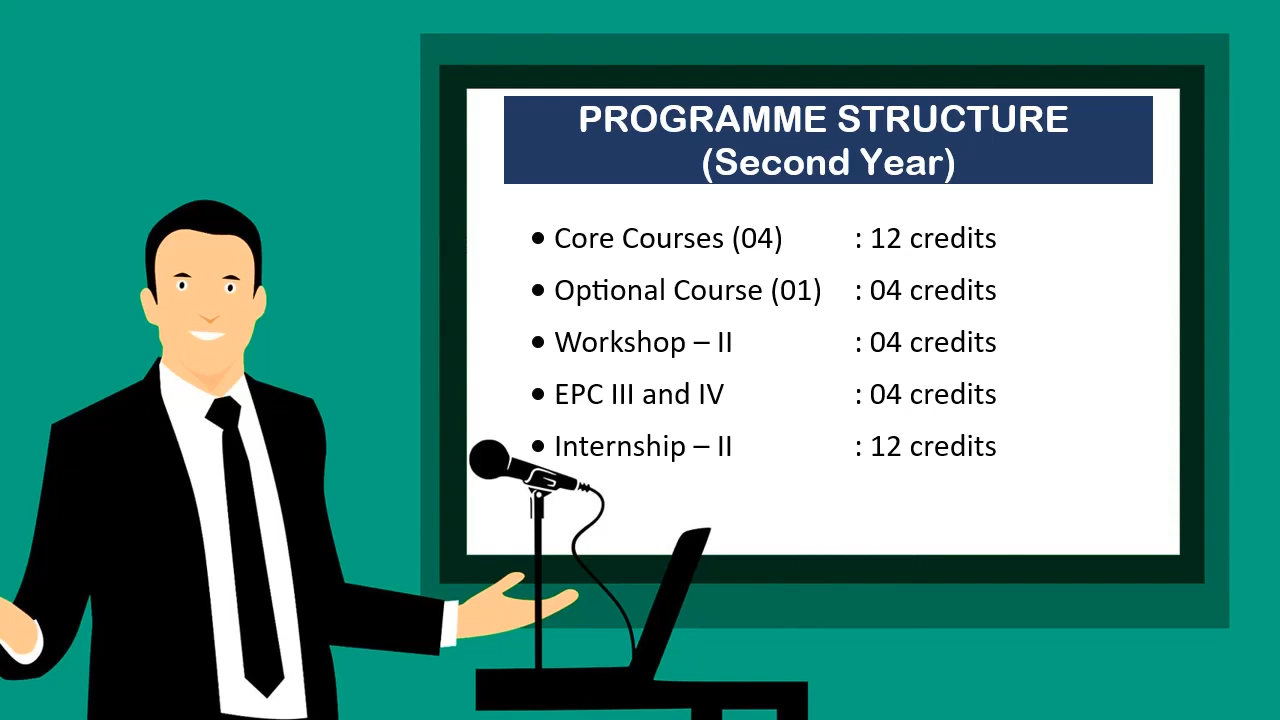 PROGRAMME STRUCTURE
(Second Year)
• Core Courses (04) : 12 credits
• Optional Course (01) : 04 credits
• Workshop – II : 04 credits
• EPC III and IV : 04 credits
• Internship – II : 12 credits